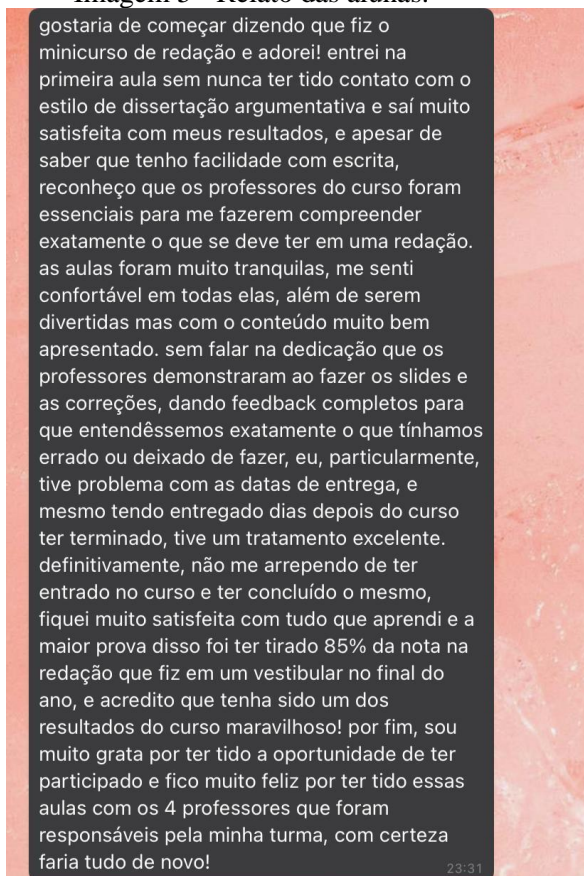 gostaria de começar dizendo que fiz o
minicurso de redação e adorei! entrei na
primeira aula sem nunca ter tido contato com o
estilo de dissertação argumentativa e saí muito
satisfeita com meus resultados, e apesar de
saber que tenho facilidade com escrita,
reconheço que os professores do curso foram
essenciais para me fazerem compreender
exatamente o que se deve ter em uma redação.
as aulas foram muito tranquilas, me senti
confortável em todas elas, além de serem
divertidas mas com o conteúdo muito bem
apresentado. sem falar na dedicação que os
professores demonstraram ao fazer os slides e
as correções, dando feedback completos para
que entendêssemos exatamente o que tínhamos
errado ou deixado de fazer, eu, particularmente,
tive problema com as datas de entrega, e
mesmo tendo entregado dias depois do curso
ter terminado, tive um tratamento excelente.
definitivamente, não me arrependo de ter
entrado no curso e ter concluído o mesmo,
fiquei muito satisfeita com tudo que aprendi e a
maior prova disso foi ter tirado 85% da nota na
redação que fiz em um vestibular no final do
ano, e acredito que tenha sido um dos
resultados do curso maravilhoso! por fim, sou
muito grata por ter tido a oportunidade de ter
participado e fico muito feliz por ter tido essas
aulas com os 4 professores que foram
responsáveis pela minha turma, com certeza
faria tudo de novo!
23:31